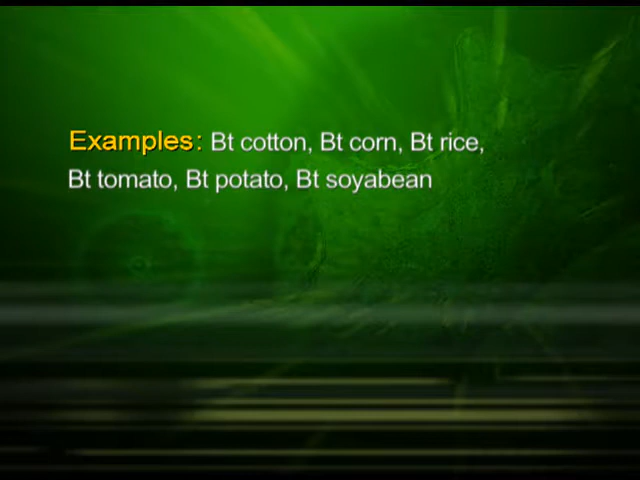 Examples: Bt cotton, Bt corn, Bt rice,
Bt tomato, Bt potato, Bt soyabean